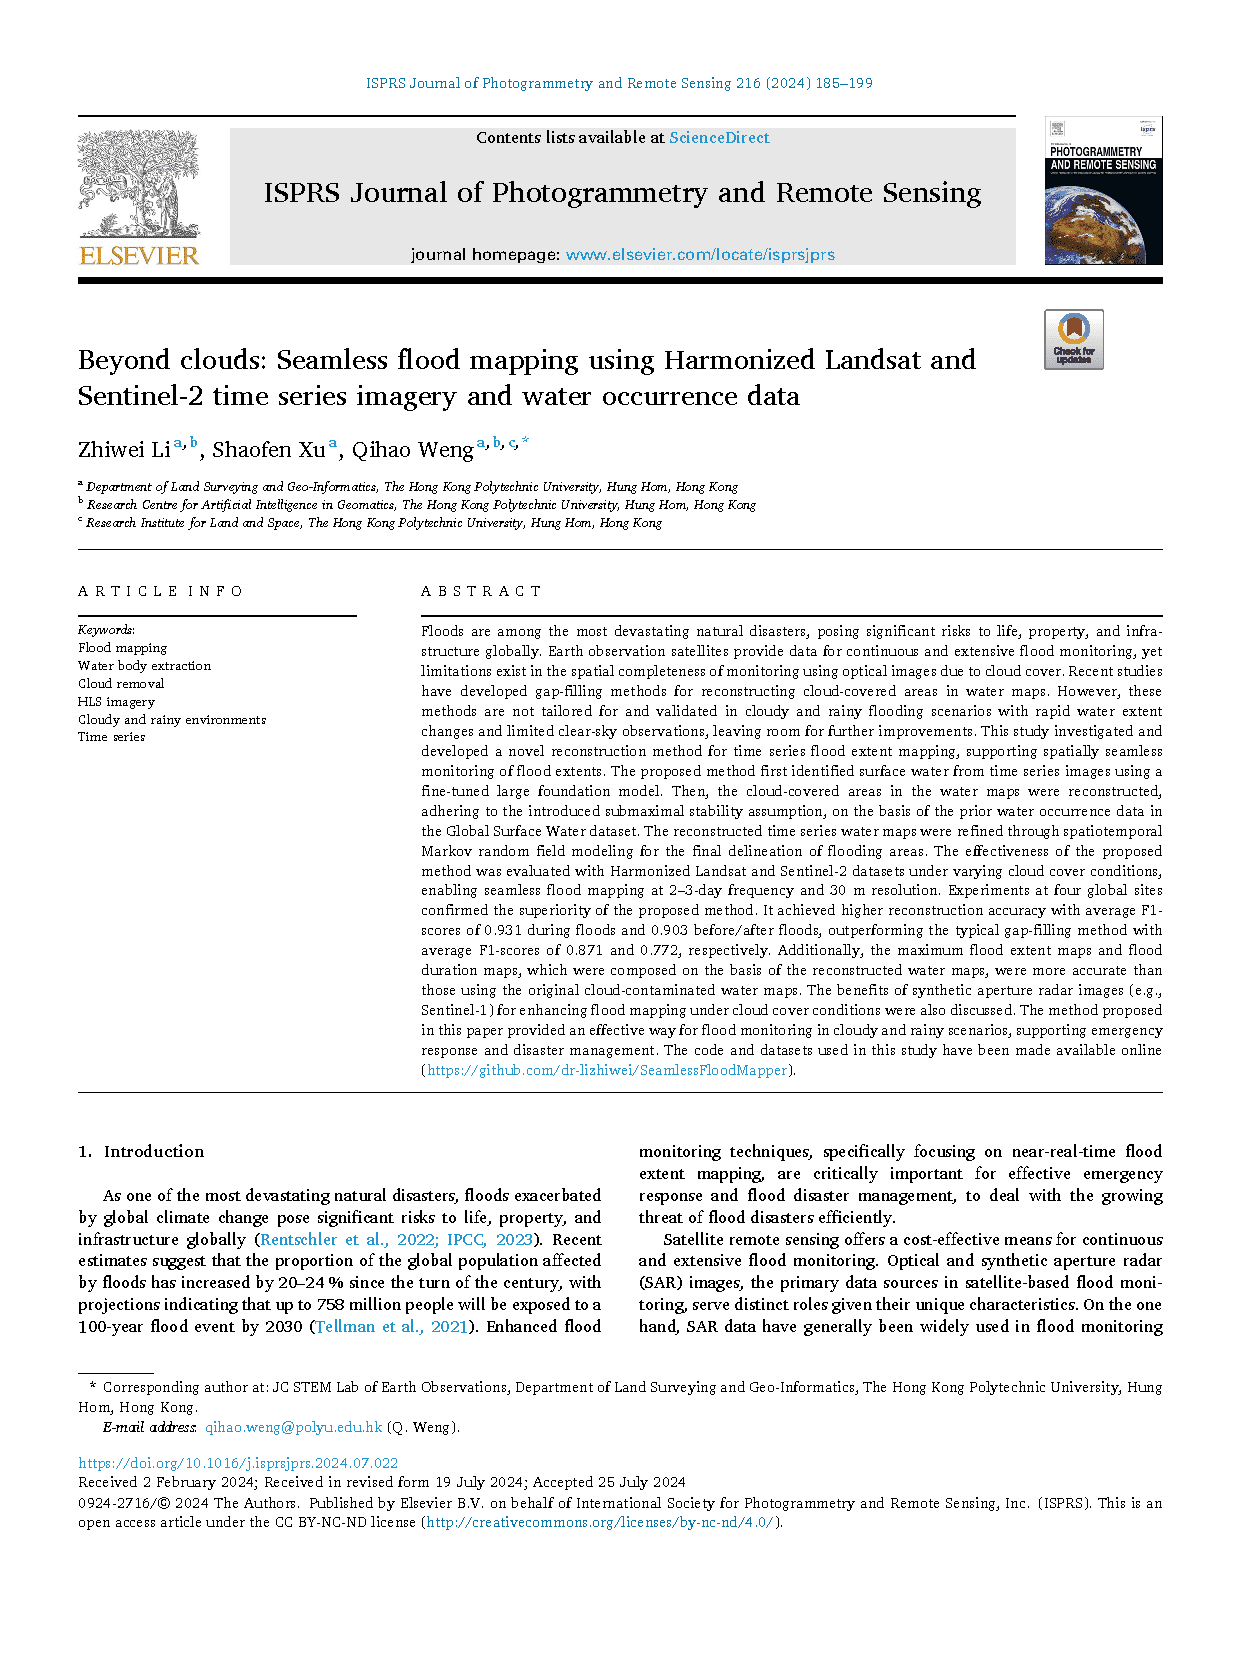 ISPRS Journal of Photogrammetry and Remote Sensing 216 (2024) 185–199
Contents lists available at ScienceDirect
ISPRS Journal of Photogrammetry and Remote Sensing
journal homepage: www.elsevier.com/locate/isprsjprs
ELSEVIER
PHOTOGRAMMETRY
AND REMOTE SENSING
Check for
updates
Beyond clouds: Seamless flood mapping using Harmonized Landsat and
Sentinel-2 time series imagery and water occurrence data
Zhiwei Li a, b, Shaofen Xu a, Qihao Weng a, b, c, *
a Department of Land Surveying and Geo-Informatics, The Hong Kong Polytechnic University, Hung Hom, Hong Kong
b Research Centre for Artificial Intelligence in Geomatics, The Hong Kong Polytechnic University, Hung Hom, Hong Kong
c Research Institute for Land and Space, The Hong Kong Polytechnic University, Hung Hom, Hong Kong
ARTICLE INFO
Keywords:
Flood mapping
Water body extraction
Cloud removal
HLS imagery
Cloudy and rainy environments
Time series
ABSTRACT
Floods are among the most devastating natural disasters, posing significant risks to life, property, and infra-
structure globally. Earth observation satellites provide data for continuous and extensive flood monitoring, yet
limitations exist in the spatial completeness of monitoring using optical images due to cloud cover. Recent studies
have developed gap-filling methods for reconstructing cloud-covered areas in water maps. However, these
methods are not tailored for and validated in cloudy and rainy flooding scenarios with rapid water extent
changes and limited clear-sky observations, leaving room for further improvements. This study investigated and
developed a novel reconstruction method for time series flood extent mapping, supporting spatially seamless
monitoring of flood extents. The proposed method first identified surface water from time series images using a
fine-tuned large foundation model. Then, the cloud-covered areas in the water maps were reconstructed,
adhering to the introduced submaximal stability assumption, on the basis of the prior water occurrence data in
the Global Surface Water dataset. The reconstructed time series water maps were refined through spatiotemporal
Markov random field modeling for the final delineation of flooding areas. The effectiveness of the proposed
method was evaluated with Harmonized Landsat and Sentinel-2 datasets under varying cloud cover conditions,
enabling seamless flood mapping at 2–3-day frequency and 30 m resolution. Experiments at four global sites
confirmed the superiority of the proposed method. It achieved higher reconstruction accuracy with average F1-
scores of 0.931 during floods and 0.903 before/after floods, outperforming the typical gap-filling method with
average F1-scores of 0.871 and 0.772, respectively. Additionally, the maximum flood extent maps and flood
duration maps, which were composed on the basis of the reconstructed water maps, were more accurate than
those using the original cloud-contaminated water maps. The benefits of synthetic aperture radar images (e.g.,
Sentinel-1) for enhancing flood mapping under cloud cover conditions were also discussed. The method proposed
in this paper provided an effective way for flood monitoring in cloudy and rainy scenarios, supporting emergency
response and disaster management. The code and datasets used in this study have been made available online
(https://github.com/dr-lizhiwei/SeamlessFloodMapper).
1. Introduction
As one of the most devastating natural disasters, floods exacerbated
by global climate change pose significant risks to life, property, and
infrastructure globally (Rentschler et al., 2022; IPCC, 2023). Recent
estimates suggest that the proportion of the global population affected
by floods has increased by 20–24 % since the turn of the century, with
projections indicating that up to 758 million people will be exposed to a
100-year flood event by 2030 (Tellman et al., 2021). Enhanced flood
monitoring techniques, specifically focusing on near-real-time flood
extent mapping, are critically important for effective emergency
response and flood disaster management, to deal with the growing
threat of flood disasters efficiently.
Satellite remote sensing offers a cost-effective means for continuous
and extensive flood monitoring. Optical and synthetic aperture radar
(SAR) images, the primary data sources in satellite-based flood moni-
toring, serve distinct roles given their unique characteristics. On the one
hand, SAR data have generally been widely used in flood monitoring
* Corresponding author at: JC STEM Lab of Earth Observations, Department of Land Surveying and Geo-Informatics, The Hong Kong Polytechnic University, Hung
Hom, Hong Kong.
E-mail address: qihao.weng@polyu.edu.hk (Q. Weng).
https://doi.org/10.1016/j.isprsjprs.2024.07.022
Received 2 February 2024; Received in revised form 19 July 2024; Accepted 25 July 2024
0924-2716/© 2024 The Authors. Published by Elsevier B.V. on behalf of International Society for Photogrammetry and Remote Sensing, Inc. (ISPRS). This is an
open access article under the CC BY-NC-ND license (http://creativecommons.org/licenses/by-nc-nd/4.0/).